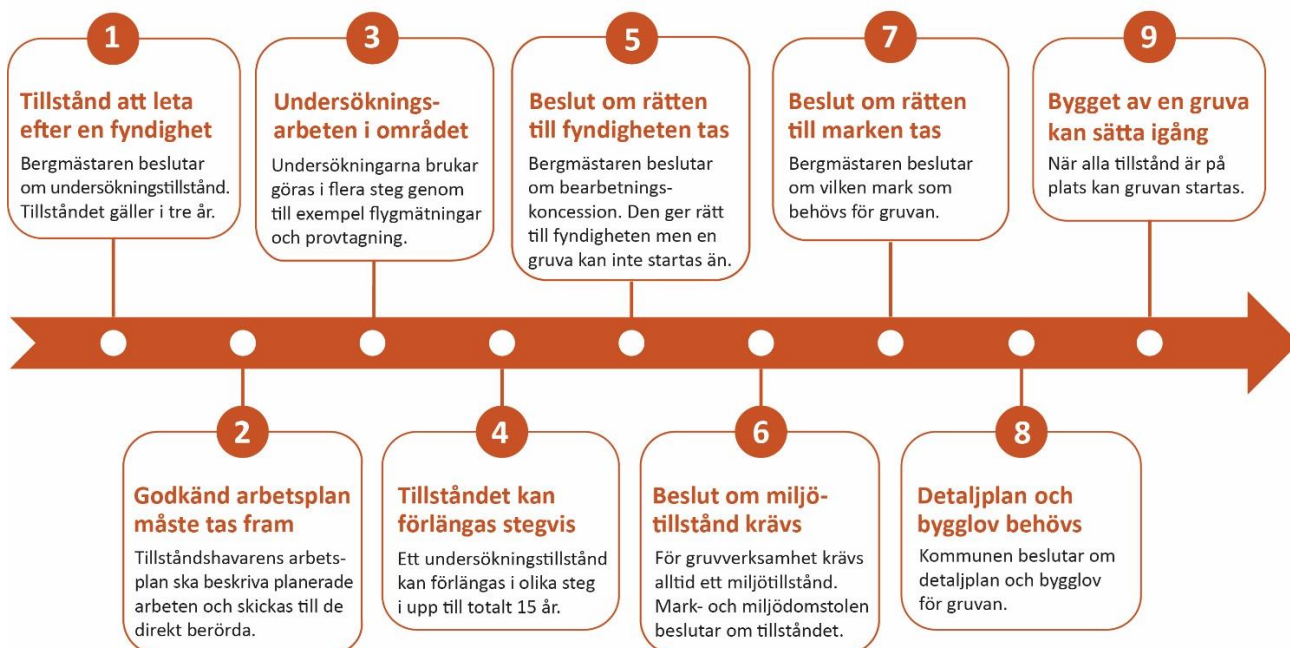 1
Tillstånd att leta
efter en fyndighet
Bergmästaren beslutar
om undersökningstillstånd.
Tillståndet gäller i tre år.
2
Godkänd arbetsplan
måste tas fram
Tillståndshavarens arbets-
plan ska beskriva planerade
arbeten och skickas till de
direkt berörda.
3
Undersöknings-
arbeten i området
Undersökningarna brukar
göras i flera steg genom
till exempel flygmätningar
och provtagning.
4
Tillståndet kan
förlängas stegvis
Ett undersökningstillstånd
kan förlängas i olika steg
i upp till totalt 15 år.
5
Beslut om rätten
till fyndigheten tas
Bergmästaren beslutar
om bearbetnings-
koncession. Den ger rätt
till fyndigheten men en
gruva kan inte startas än.
6
Beslut om miljö-
tillstånd krävs
För gruvverksamhet krävs
alltid ett miljötillstånd.
Mark- och miljödomstolen
beslutar om tillståndet.
7
Beslut om rätten
till marken tas
Bergmästaren beslutar
om vilken mark som
behövs för gruvan.
8
Detaljplan och
bygglov behövs
Kommunen beslutar om
detaljplan och bygglov
för gruvan.
9
Bygget av en gruva
kan sätta igång
När alla tillstånd är på
plats kan gruvan startas.